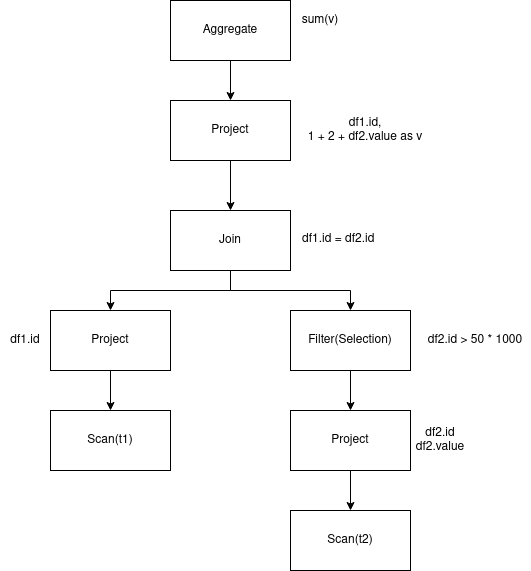 Aggregate
sum(v)
Project
df1.id,
1 + 2 + df2.value as v
Join
df1.id = df2.id
df1.id
Project
Filter(Selection)
df2.id > 50 * 1000
Scan(t1)
Project
df2.id
df2.value
Scan(t2)